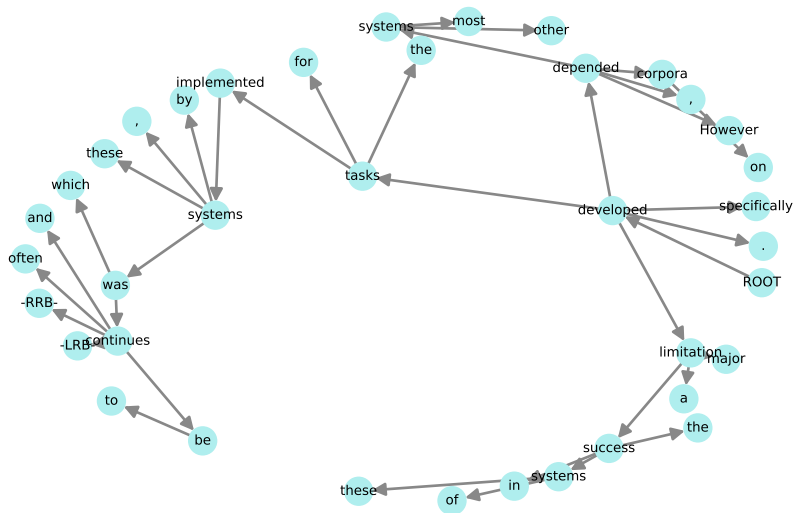 systems
most
other
the
for
implemented
depended
corpora
by
,
,
However
these
on
tasks
which
specifically
and
systems
developed
.
often
was
ROOT
-RRB-
continues
-LRB-
limitation
major
to
a
the
be
success
systems
these
in
of